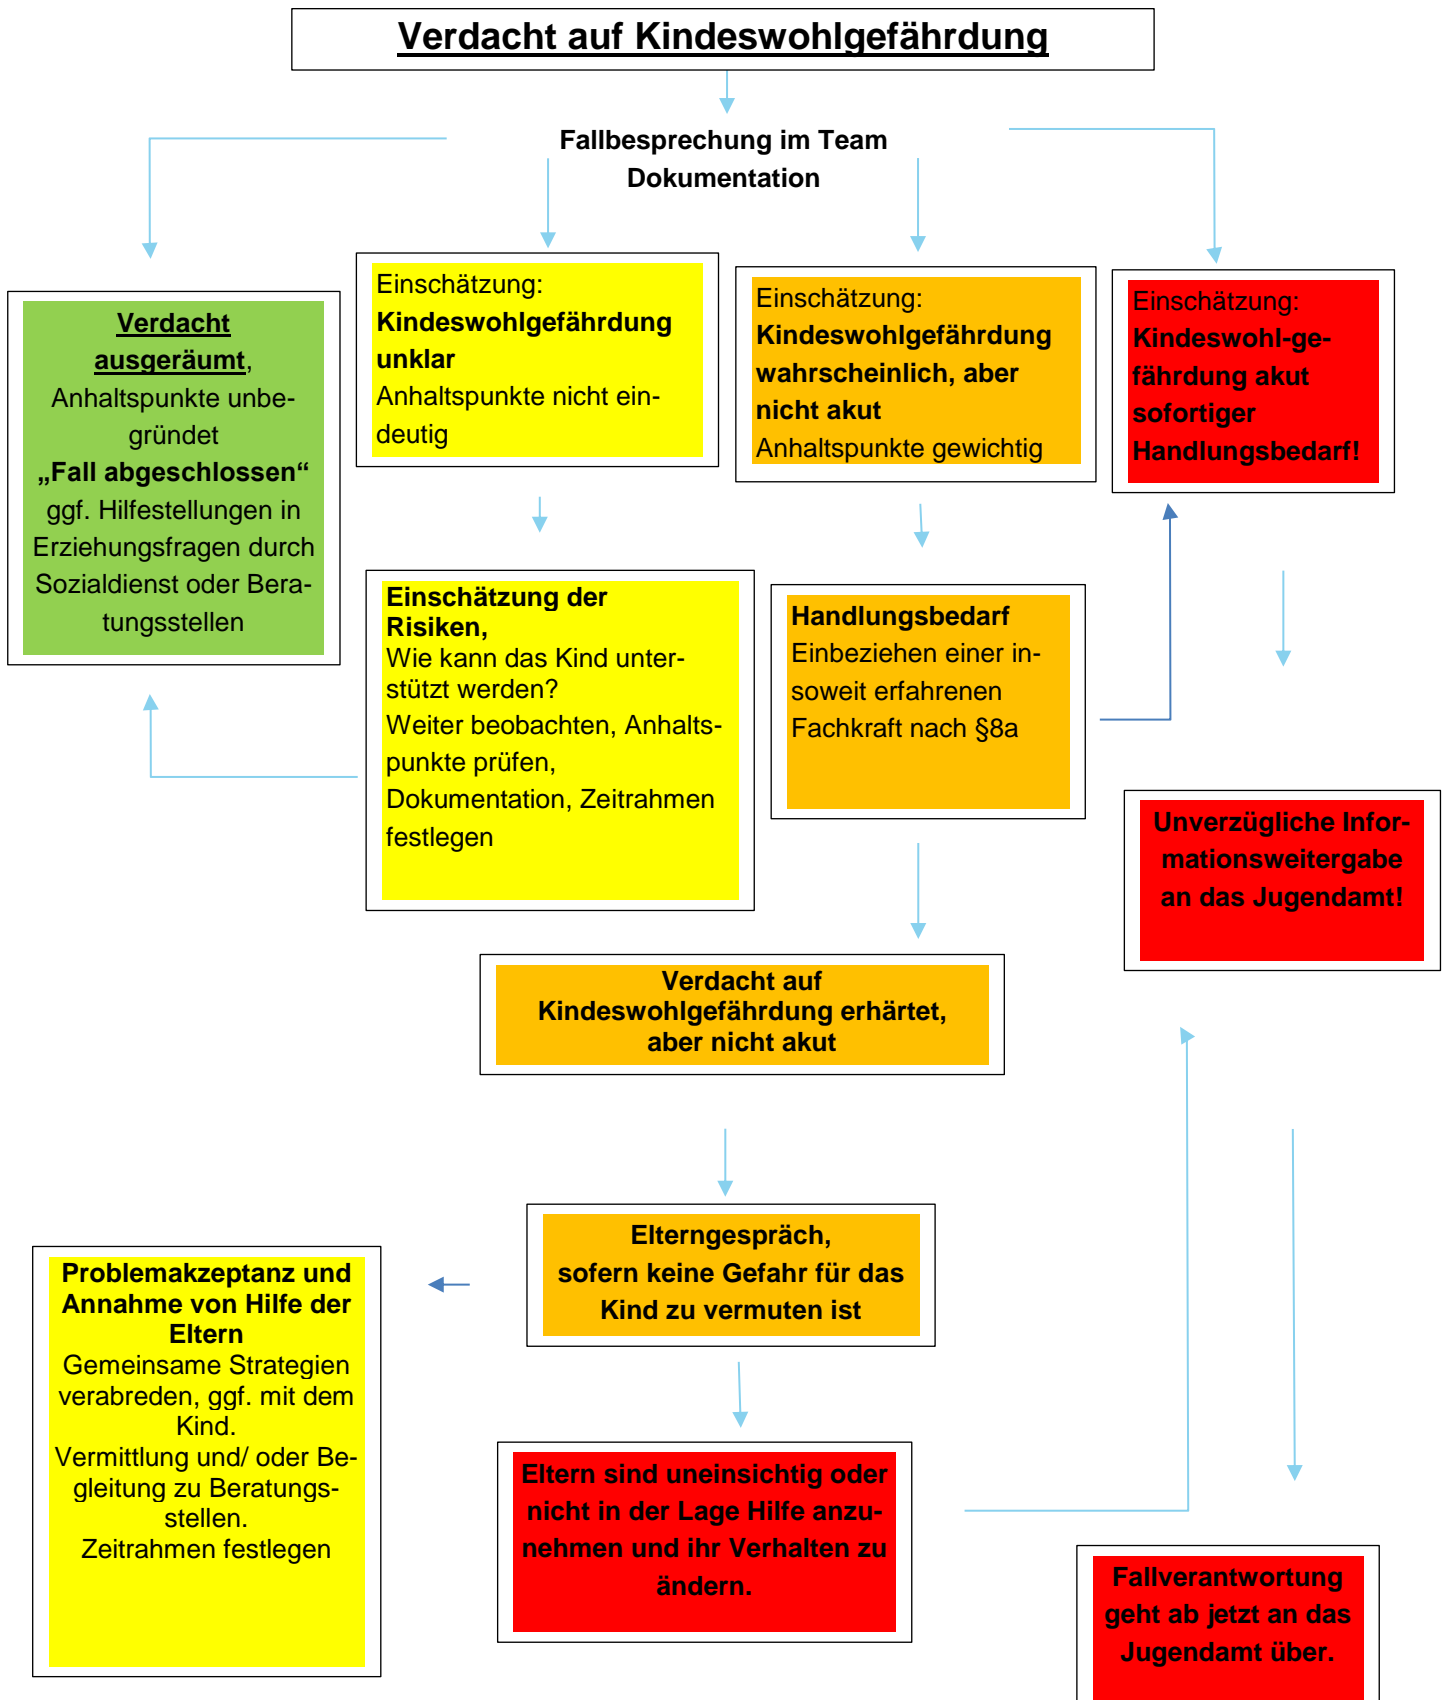 Verdacht auf Kindeswohlgefährdung
Fallbesprechung im Team
Dokumentation
Verdacht
ausgeräumt,
Anhaltspunkte unbe-
gründet
„Fall abgeschlossen“
ggf. Hilfestellungen in
Erziehungsfragen durch
Sozialdienst oder Bera-
tungsstellen
Einschätzung:
Kindeswohlgefährdung
unklar
Anhaltspunkte nicht ein-
deutig
Einschätzung:
Kindeswohlgefährdung
wahrscheinlich, aber
nicht akut
Anhaltspunkte gewichtig
Einschätzung:
Kindeswohl-ge-
fährdung akut
sofortiger
Handlungsbedarf!
Einschätzung der
Risiken,
Wie kann das Kind unter-
stützt werden?
Weiter beobachten, Anhalts-
punkte prüfen,
Dokumentation, Zeitrahmen
festlegen
Handlungsbedarf
Einbeziehen einer in-
soweit erfahrenen
Fachkraft nach §8a
Unverzügliche Infor-
mationsweitergabe
an das Jugendamt!
Verdacht auf
Kindeswohlgefährdung erhärtet,
aber nicht akut
Elterngespräch,
sofern keine Gefahr für das
Kind zu vermuten ist
Problemakzeptanz und
Annahme von Hilfe der
Eltern
Gemeinsame Strategien
verabreden, ggf. mit dem
Kind.
Vermittlung und/ oder Be-
gleitung zu Beratungs-
stellen.
Zeitrahmen festlegen
Eltern sind uneinsichtig oder
nicht in der Lage Hilfe anzu-
nehmen und ihr Verhalten zu
ändern.
Fallverantwortung
geht ab jetzt an das
Jugendamt über.